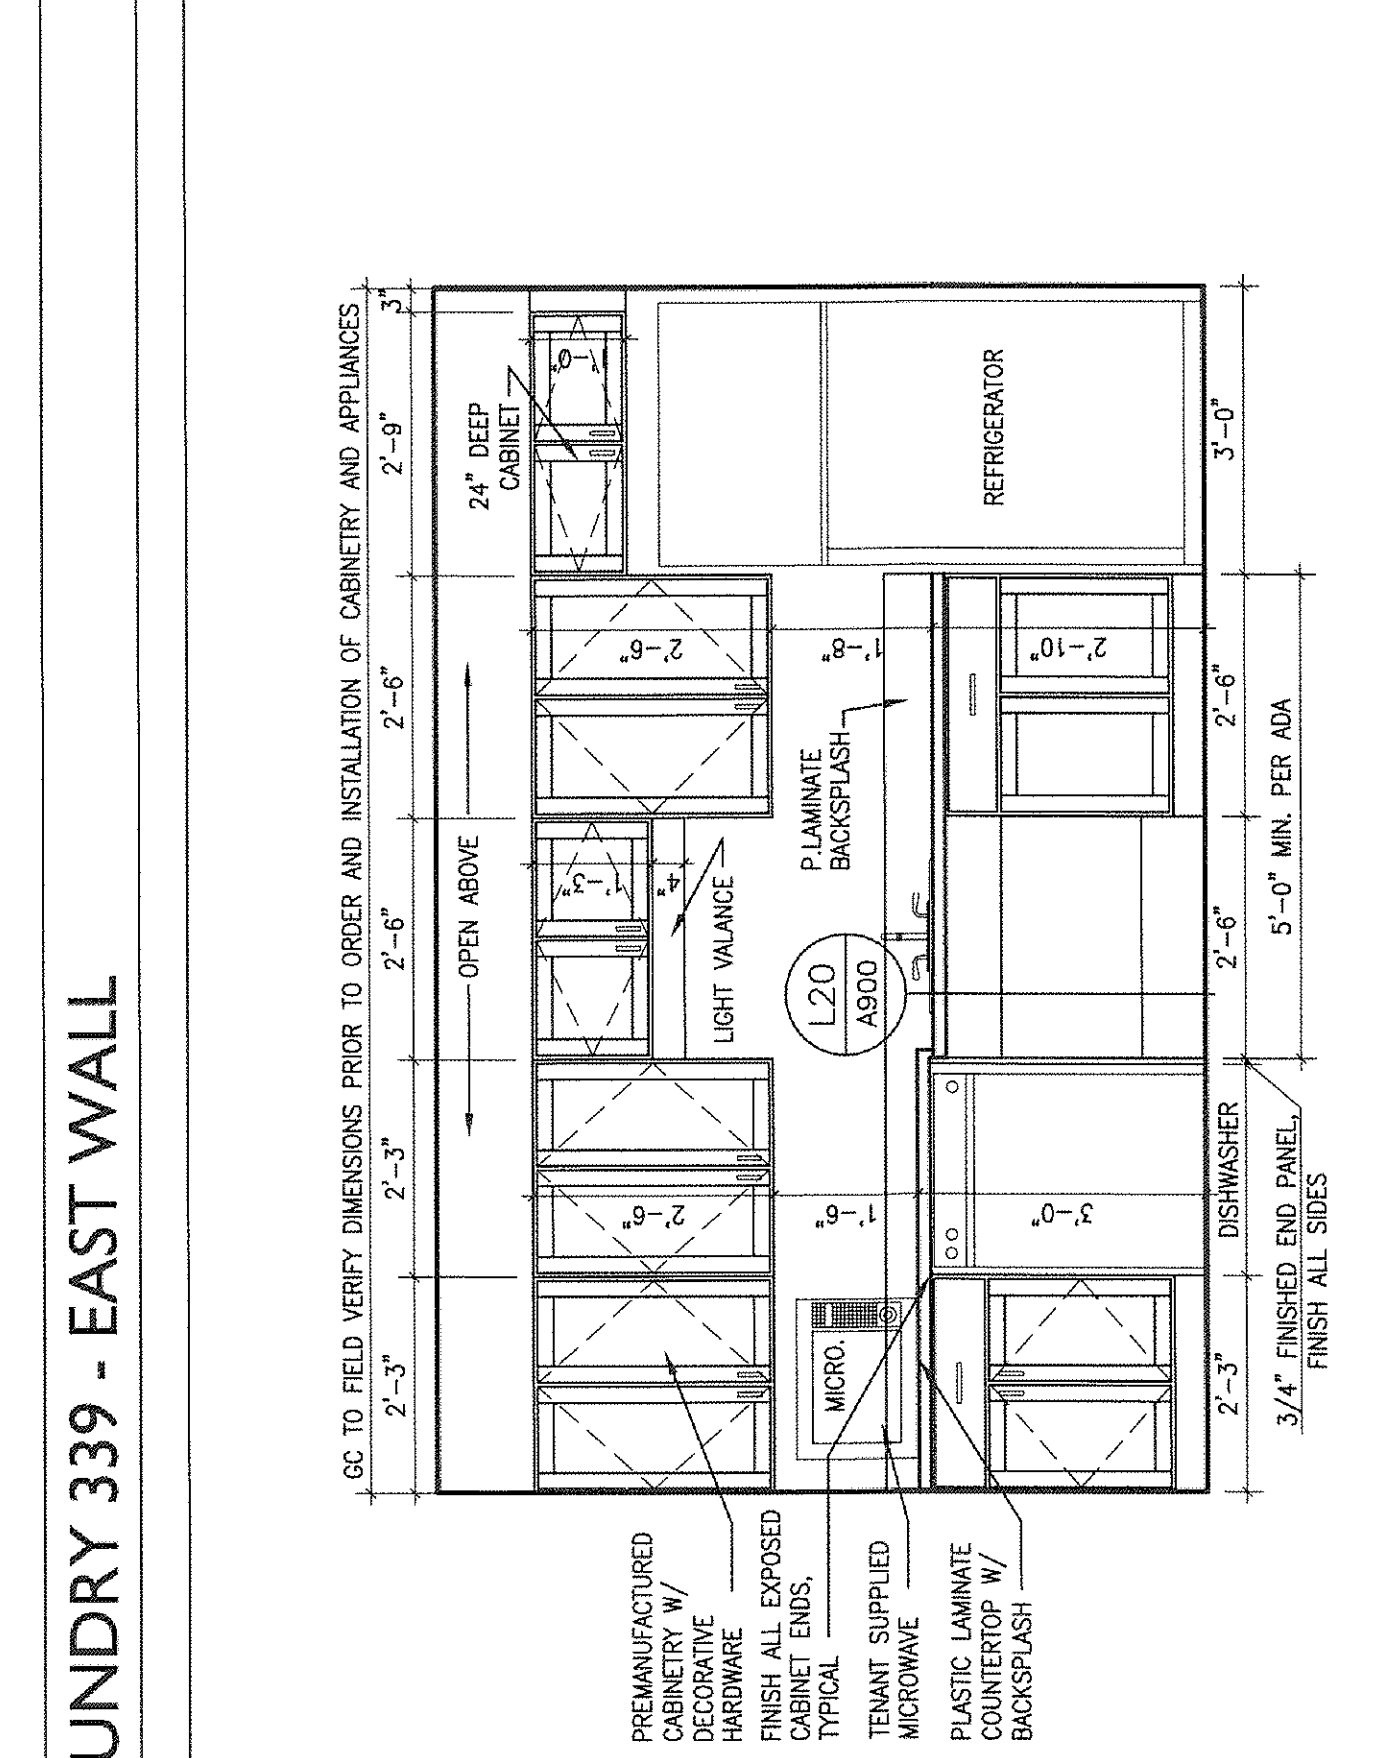 UNDRY 339 - EAST WALL
GC TO FIELD VERIFY DIMENSIONS PRIOR TO ORDER AND INSTALLATION OF CABINETRY AND APPLIANCES
2'-3"
2'-3"
2'-6"
2'-6"
2'-9"
3"
OPEN ABOVE
24" DEEP
CABINET
2'-6"
1'-3"
4"
2'-6"
1'-0"
LIGHT VALANCE
P.LAMINATE
BACKSPLASH
1'-6"
1'-8"
L20
A900
MICRO.
REFRIGERATOR
3'-0"
2'-10"
PREMANUFACTURED
CABINETRY W/
DECORATIVE
HARDWARE
FINISH ALL EXPOSED
CABINET ENDS,
TYPICAL
TENANT SUPPLIED
MICROWAVE
PLASTIC LAMINATE
COUNTERTOP W/
BACKSPLASH
2'-3"
DISHWASHER
2'-6"
2'-6"
3'-0"
5'-0" MIN. PER ADA
3/4" FINISHED END PANEL,
FINISH ALL SIDES